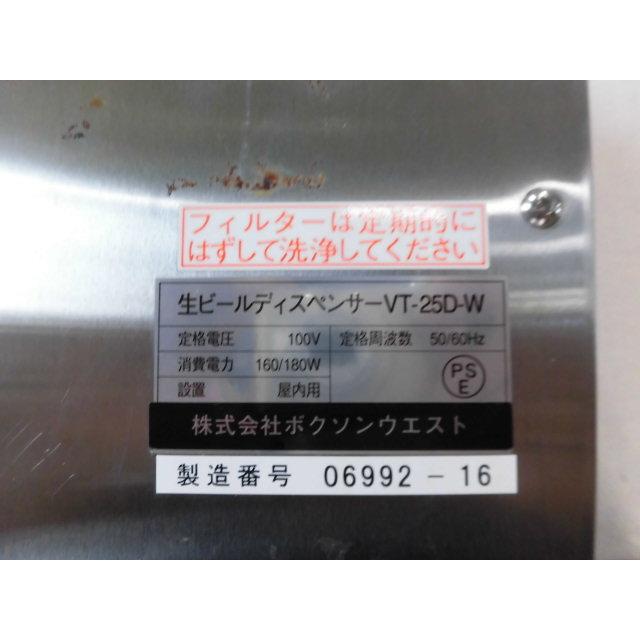 フィルターは定期的に
はずして洗浄してください
生ビールディスペンサーVT-25D-W
定格電圧 100V 定格周波数 50/60Hz
消費電力 160/180W
設置 屋内用
PS
E
株式会社ボクソンウエスト
製造番号 06992-16